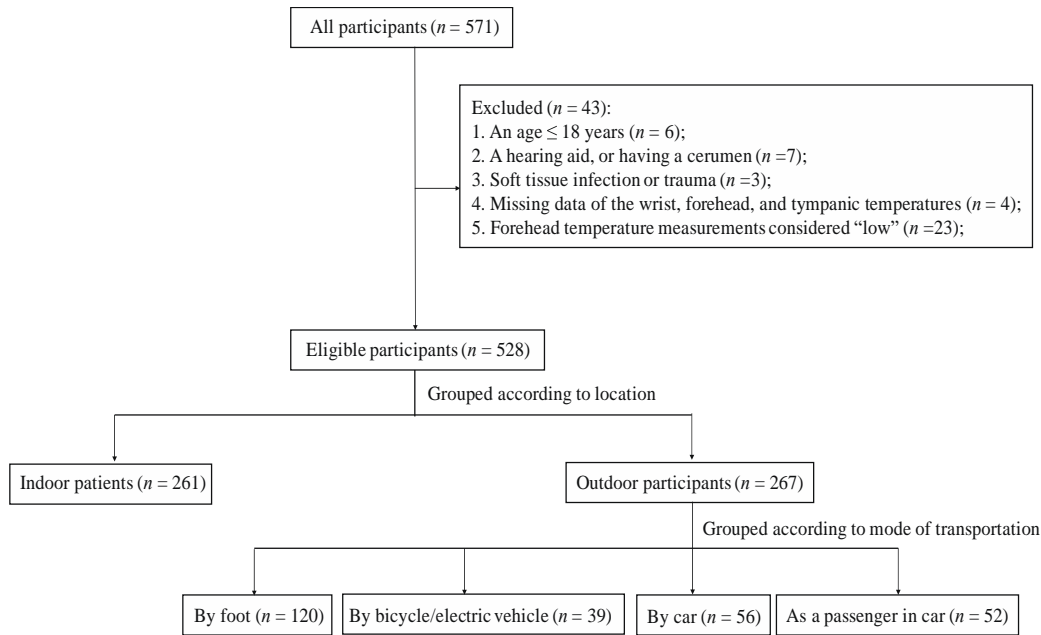 All participants (n = 571)
Excluded (n = 43):
1. An age ≤ 18 years (n = 6);
2. A hearing aid, or having a cerumen (n =7);
3. Soft tissue infection or trauma (n =3);
4. Missing data of the wrist, forehead, and tympanic temperatures (n = 4);
5. Forehead temperature measurements considered “low” (n =23);
Eligible participants (n = 528)
Grouped according to location
Indoor patients (n = 261)
Outdoor participants (n = 267)
Grouped according to mode of transportation
By foot (n = 120)
By bicycle/electric vehicle (n = 39)
By car (n = 56)
As a passenger in car (n = 52)